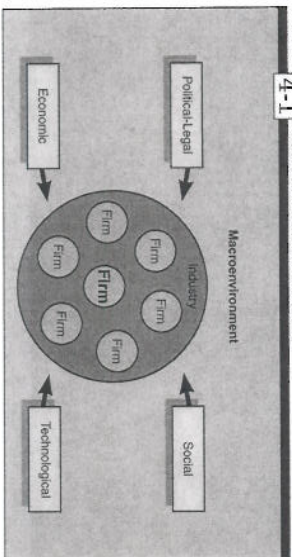 4-1
Macroenvironment
Political-Legal
Social
Industry
Firm
Firm
Firm
Firm
Firm
Firm
Firm
Economic
Technological